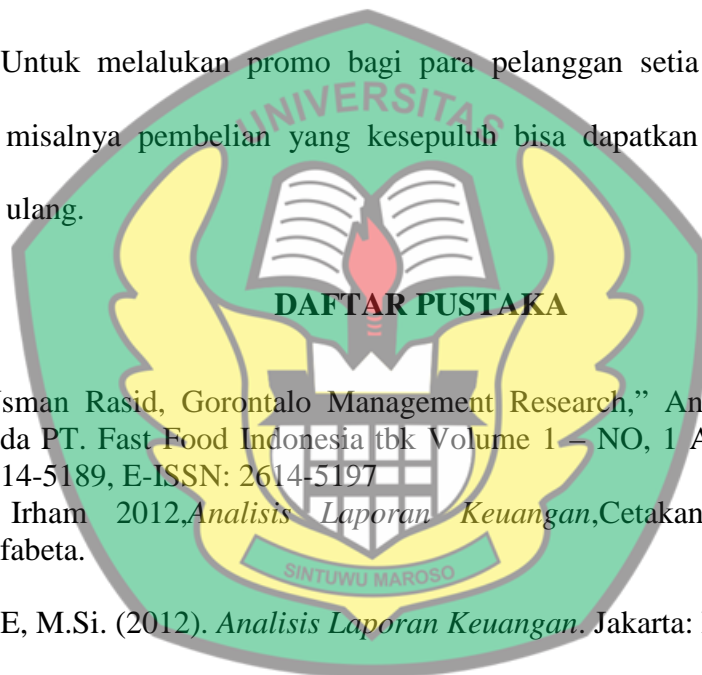 Untuk melalukan promo bagi para pelanggan setia
UNIVERSITAS
misalnya pembelian yang kesepuluh bisa dapatkan
ulang.
DAFTAR PUSTAKA
sman Rasid, Gorontalo Management Research,” An
da PT. Fast Food Indonesia tbk Volume 1 – NO, 1 A
14-5189, E-ISSN: 2614-5197
Irham 2012,Analisis Laporan Keuangan,Cetakan
fabeta.
SINTUWU MAROSO
E, M.Si. (2012). Analisis Laporan Keuangan. Jakarta: